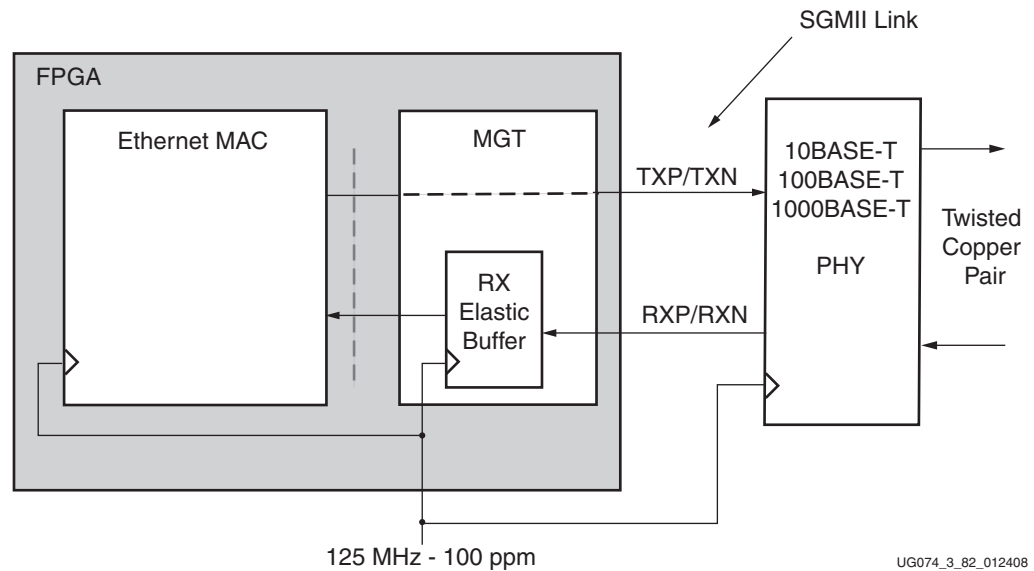 SGMII Link
FPGA
Ethernet MAC
MGT
TXP/TXN
10BASE-T
100BASE-T
1000BASE-T
PHY
Twisted
Copper
Pair
RX
Elastic
Buffer
RXP/RXN
125 MHz - 100 ppm
UG074_3_82_012408